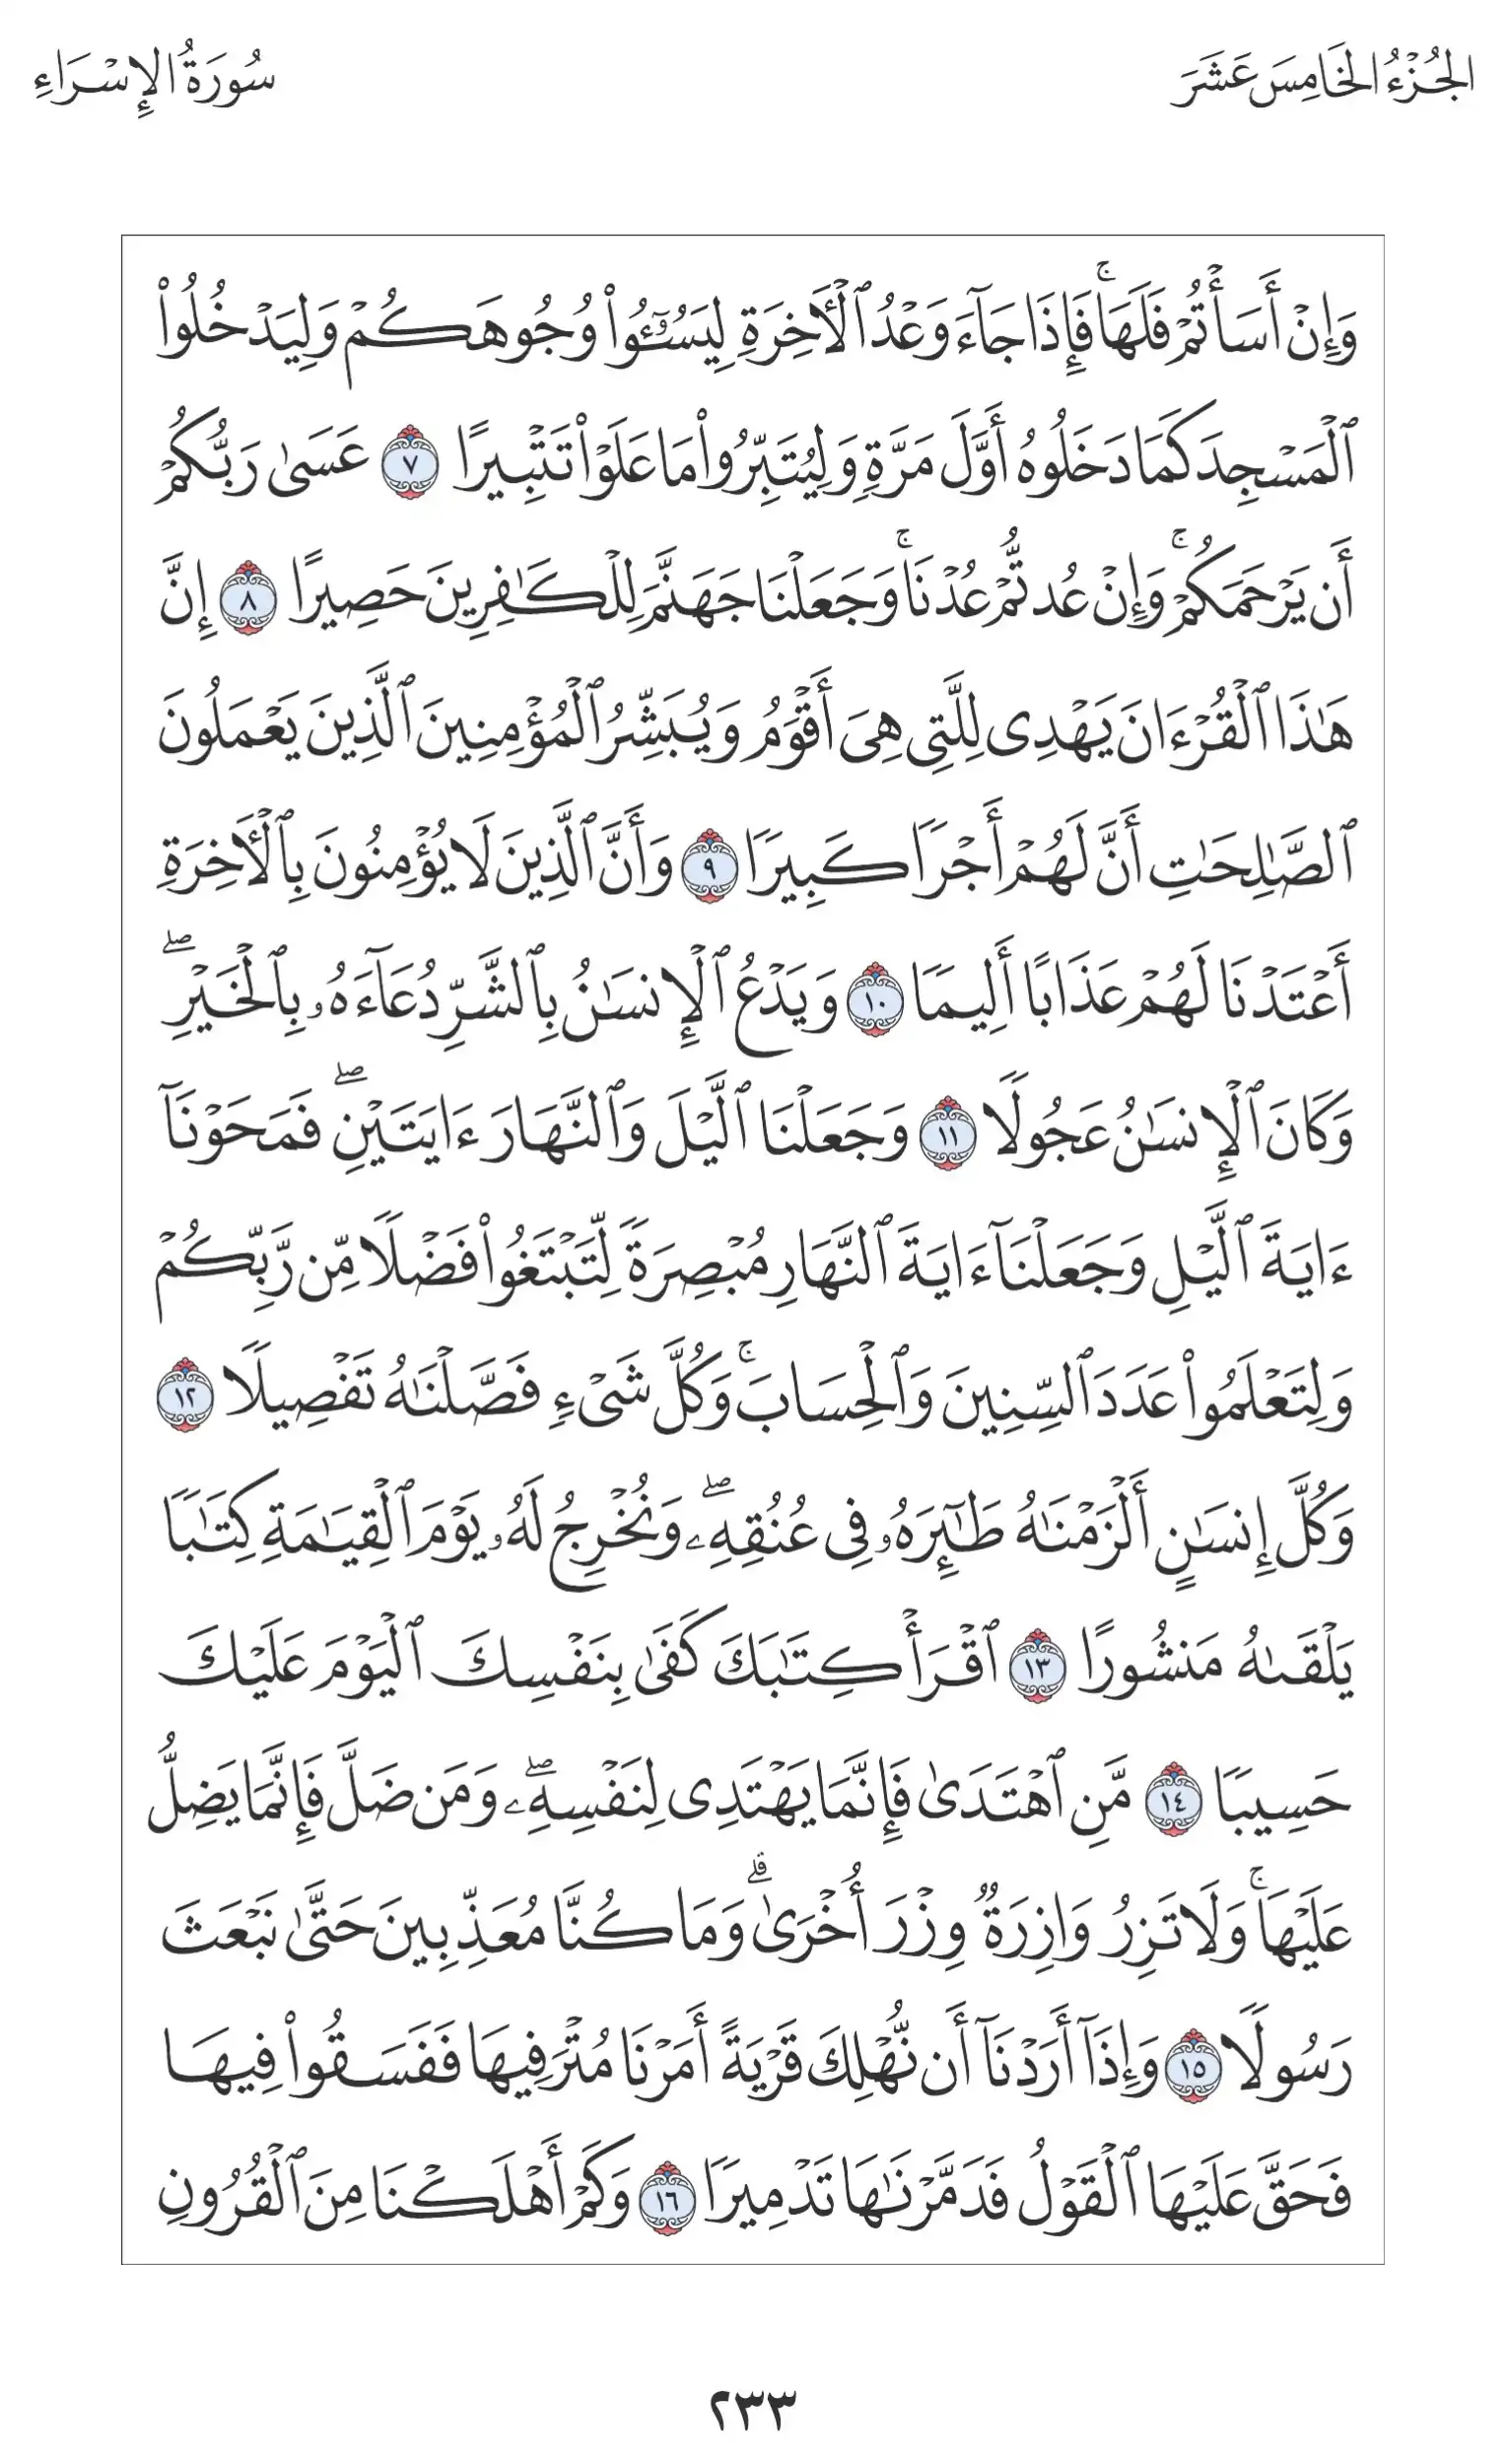 الجُزْءُ الخَامِسَ عَشَرَ
سُورَةُ الإِسْرَاءِ
وَإِنۡ أَسَأۡتُمۡ فَلَهَاۚ فَإِذَا جَآءَ وَعۡدُ ٱلۡأَخِرَةِ لِيَسُـُٔواْ وُجُوهَكُمۡ وَلِيَدۡخُلُواْ
ٱلۡمَسۡجِدَ كَمَا دَخَلُوهُ أَوَّلَ مَرَّةٖ وَلِيُتَبِّرُواْ مَا عَلَوۡاْ تَتۡبِيرًا ٧ عَسَىٰ رَبُّكُمۡ
أَن يَرۡحَمَكُمۡۚ وَإِنۡ عُدتُّمۡ عُدۡنَاۚ وَجَعَلۡنَا جَهَنَّمَ لِلۡكَٰفِرِينَ حَصِيرًا ٨ إِنَّ
هَٰذَا ٱلۡقُرۡءَانَ يَهۡدِى لِلَّتِى هِىَ أَقۡوَمُ وَيُبَشِّرُ ٱلۡمُؤۡمِنِينَ ٱلَّذِينَ يَعۡمَلُونَ
ٱلصَّٰلِحَٰتِ أَنَّ لَهُمۡ أَجۡرٗا كَبِيرٗا ٩ وَأَنَّ ٱلَّذِينَ لَا يُؤۡمِنُونَ بِٱلۡأَخِرَةِ
أَعۡتَدۡنَا لَهُمۡ عَذَابًا أَلِيمٗا ١٠ وَيَدۡعُ ٱلۡإِنسَٰنُ بِٱلشَّرِّ دُعَآءَهُۥ بِٱلۡخَيۡرِۖ
وَكَانَ ٱلۡإِنسَٰنُ عَجُولٗا ١١ وَجَعَلۡنَا ٱلَّيۡلَ وَٱلنَّهَارَ ءَايَتَيۡنِۖ فَمَحَوۡنَآ
ءَايَةَ ٱلَّيۡلِ وَجَعَلۡنَآ ءَايَةَ ٱلنَّهَارِ مُبۡصِرَةٗ لِّتَبۡتَغُواْ فَضۡلٗا مِّن رَّبِّكُمۡ
وَلِتَعۡلَمُواْ عَدَدَ ٱلسِّنِينَ وَٱلۡحِسَابَۚ وَكُلَّ شَىۡءٖ فَصَّلۡنَٰهُ تَفۡصِيلٗا ١٢
وَكُلَّ إِنسَٰنٍ أَلۡزَمۡنَٰهُ طَٰٓئِرَهُۥ فِى عُنُقِهِۦۖ وَنُخۡرِجُ لَهُۥ يَوۡمَ ٱلۡقِيَٰمَةِ كِتَٰبٗا
يَلۡقَىٰهُ مَنشُورًا ١٣ ٱقۡرَأۡ كِتَٰبَكَ كَفَىٰ بِنَفۡسِكَ ٱلۡيَوۡمَ عَلَيۡكَ
حَسِيبٗا ١٤ مَّنِ ٱهۡتَدَىٰ فَإِنَّمَا يَهۡتَدِى لِنَفۡسِهِۦۖ وَمَن ضَلَّ فَإِنَّمَا يَضِلُّ
عَلَيۡهَاۚ وَلَا تَزِرُ وَازِرَةٞ وِزۡرَ أُخۡرَىٰۗ وَمَا كُنَّا مُعَذِّبِينَ حَتَّىٰ نَبۡعَثَ
رَسُولٗا ١٥ وَإِذَآ أَرَدۡنَآ أَن نُّهۡلِكَ قَرۡيَةً أَمَرۡنَا مُتۡرَفِيهَا فَفَسَقُواْ فِيهَا
فَحَقَّ عَلَيۡهَا ٱلۡقَوۡلُ فَدَمَّرۡنَٰهَا تَدۡمِيرٗا ١٦ وَكَمۡ أَهۡلَكۡنَا مِنَ ٱلۡقُرُونِ
٢٣٣